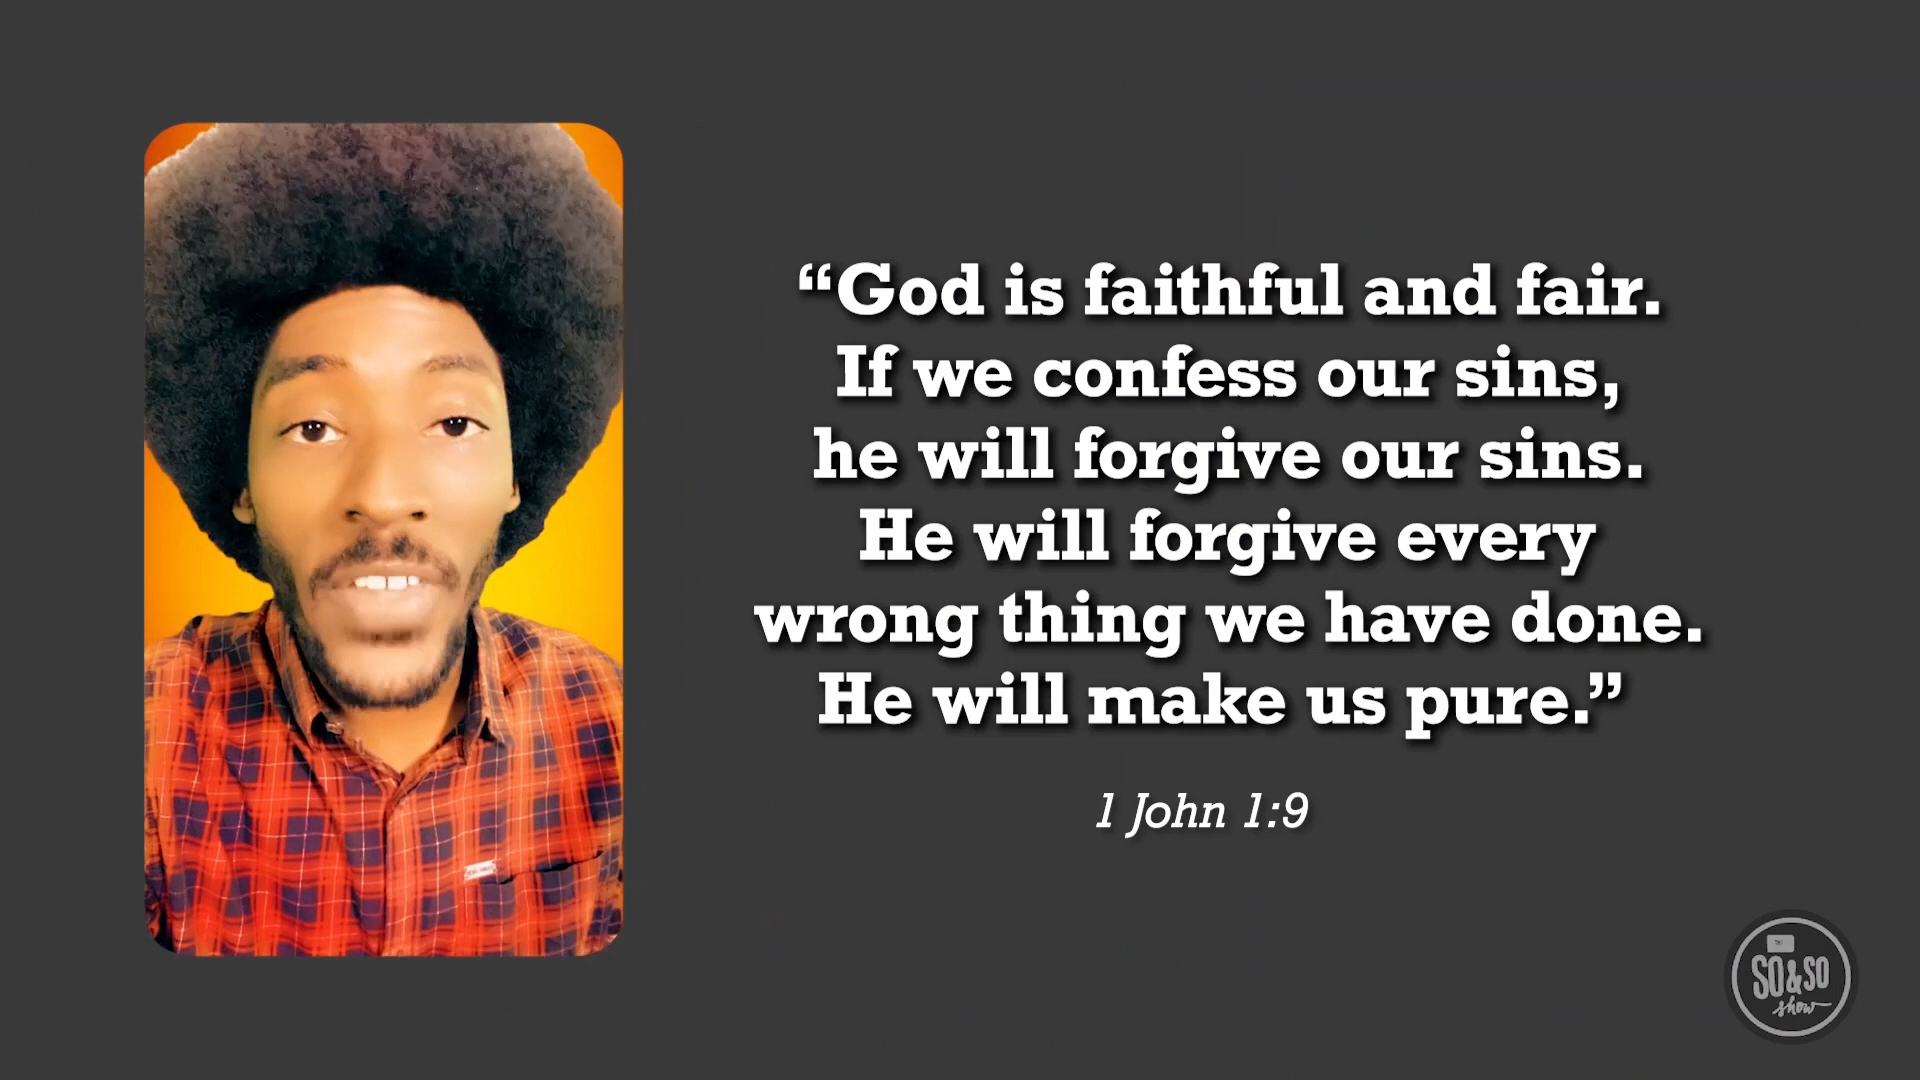 “God is faithful and fair.
If we confess our sins,
he will forgive our sins.
He will forgive every
wrong thing we have done.
He will make us pure.”
1 John 1:9
SO&SO
show